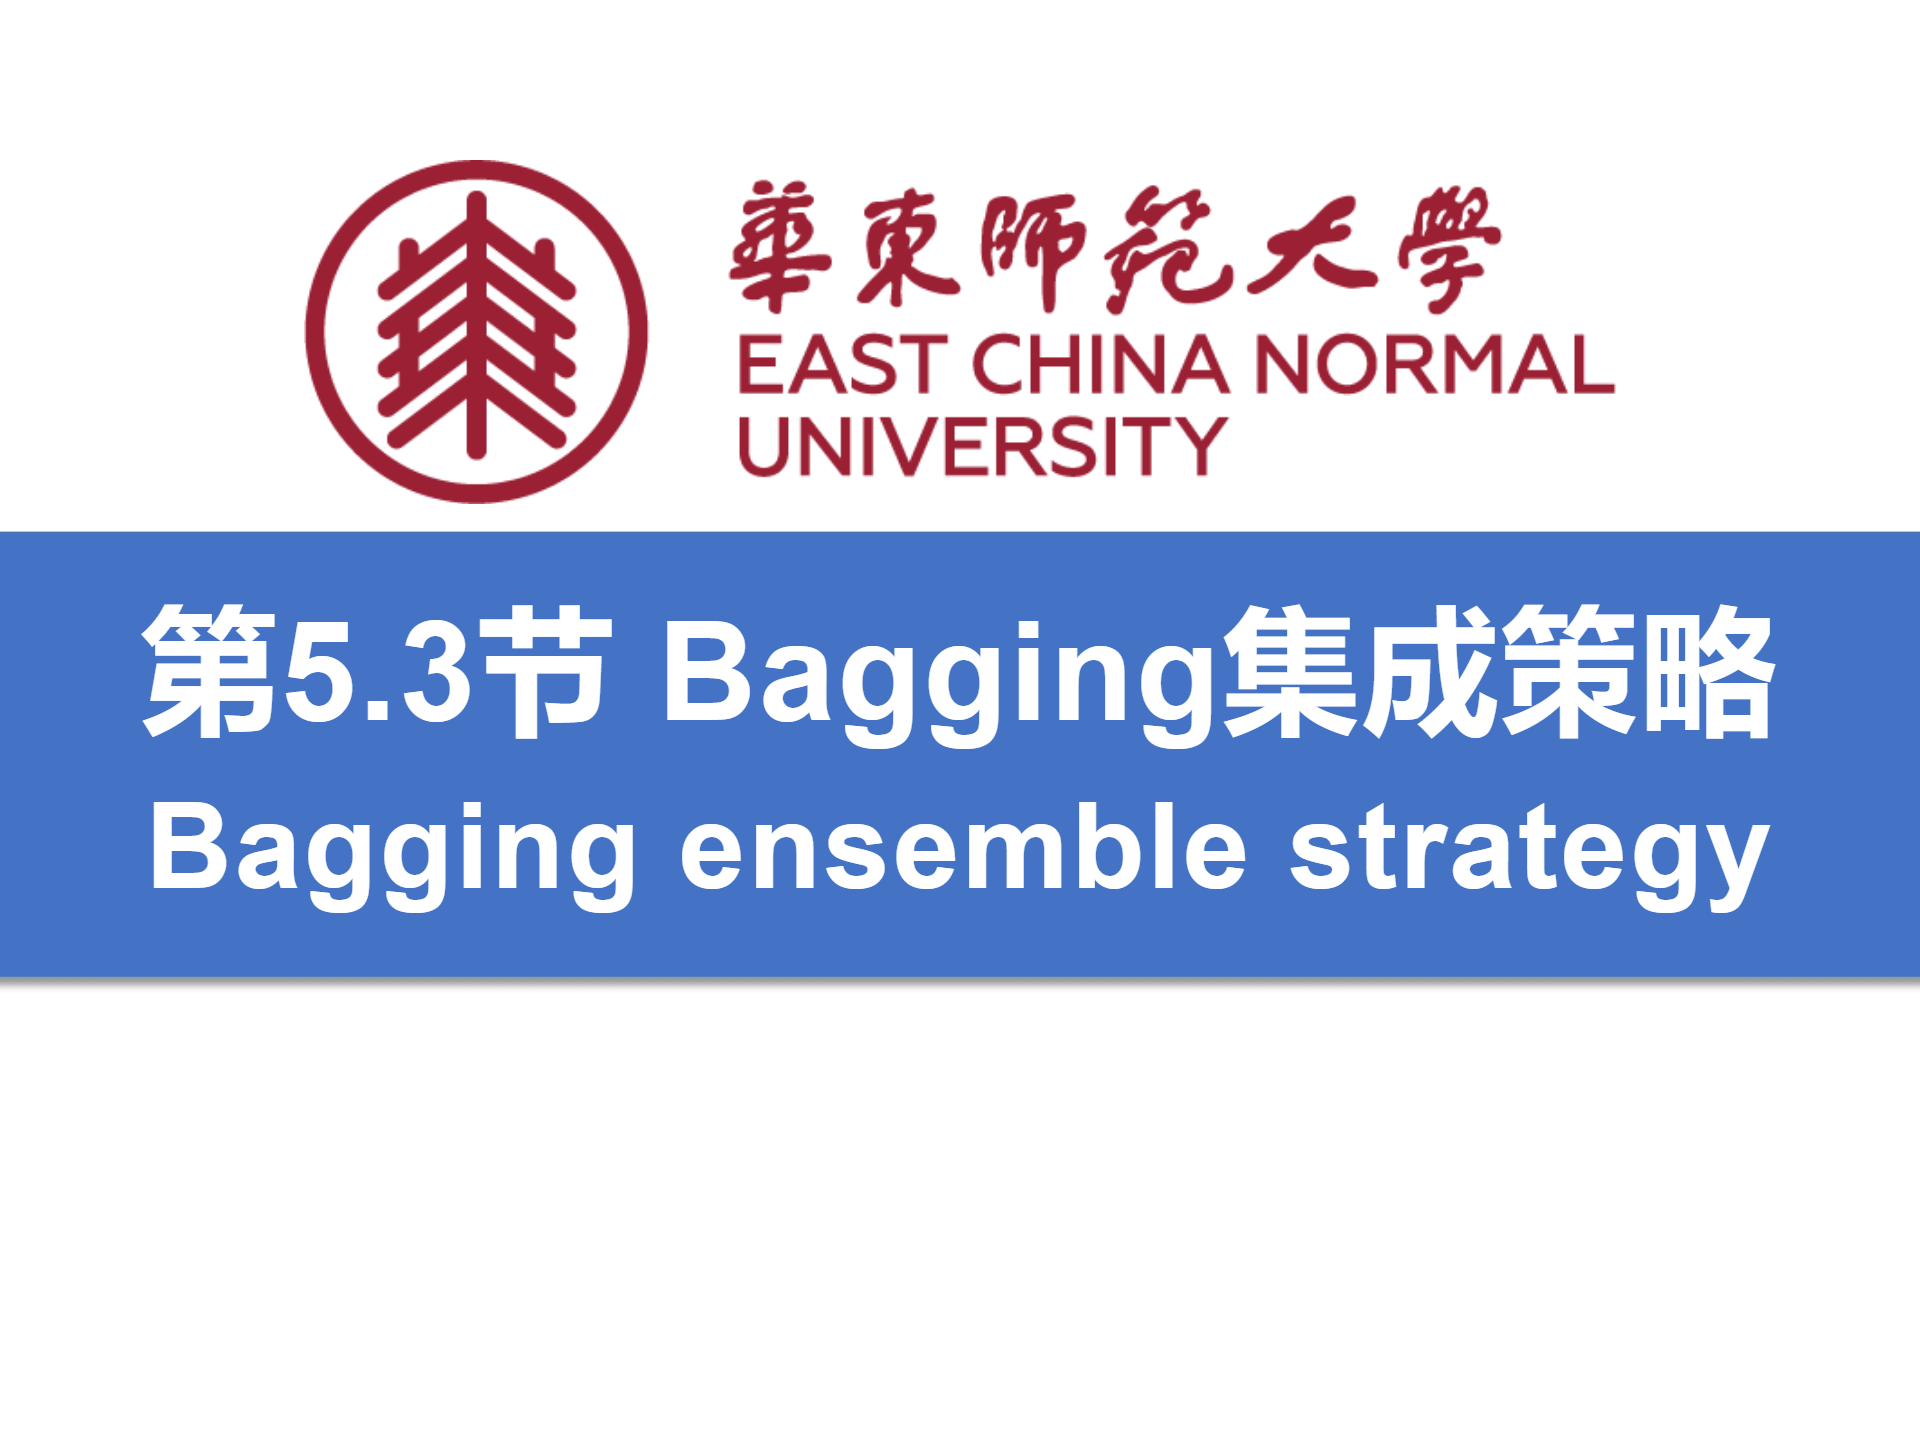 華東師範大學
EAST CHINA NORMAL
UNIVERSITY
第5.3节 Bagging集成策略
Bagging ensemble strategy